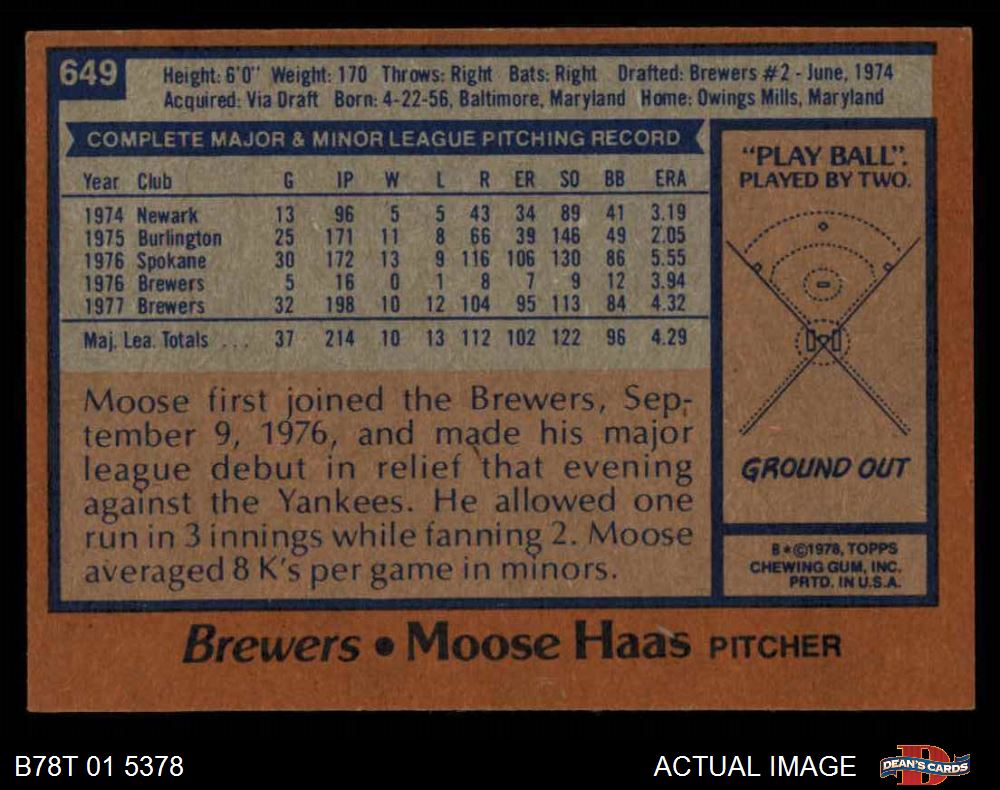 649
Height: 6'0" Weight: 170 Throws: Right Bats: Right Drafted: Brewers #2 - June, 1974
Acquired: Via Draft Born: 4-22-56, Baltimore, Maryland Home: Owings Mills, Maryland
COMPLETE MAJOR & MINOR LEAGUE PITCHING RECORD
Year Club G IP W L R ER SO BB ERA
1974 Newark 13 96 5 5 43 34 89 41 3.19
1975 Burlington 25 171 11 8 66 39 146 49 2.05
1976 Spokane 30 172 13 9 116 106 130 86 5.55
1976 Brewers 5 16 0 1 8 7 9 12 3.94
1977 Brewers 32 198 10 12 104 95 113 84 4.32
Maj. Lea. Totals ... 37 214 10 13 112 102 122 96 4.29
Moose first joined the Brewers, Sep-
tember 9, 1976, and made his major
league debut in relief that evening
against the Yankees. He allowed one
run in 3 innings while fanning 2. Moose
averaged 8 K's per game in minors.
"PLAY BALL".
PLAYED BY TWO.
GROUND OUT
B*©1978, TOPPS
CHEWING GUM, INC.
PRTD. IN U.S.A.
Brewers • Moose Haas PITCHER
B78T 01 5378
ACTUAL IMAGE
DEAN'S CARDS